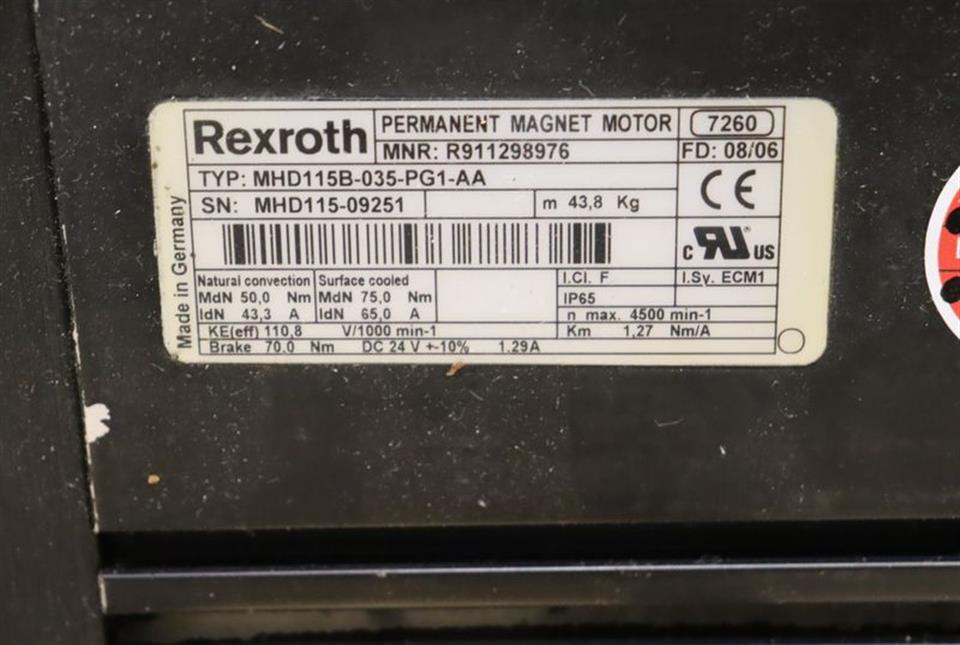 Rexroth
PERMANENT MAGNET MOTOR
7260
MNR: R911298976
FD: 08/06
TYP: MHD115B-035-PG1-AA
CE
SN: MHD115-09251
m 43,8 Kg
c RU US
Made in Germany
Natural convection
MdN 50,0 Nm
IdN 43,3 A
Surface cooled
MdN 75,0 Nm
IdN 65,0 A
I.Cl. F
I.Sy. ECM1
IP65
n max. 4500 min-1
KE(eff) 110,8 V/1000 min-1
Km 1,27 Nm/A
Brake 70.0 Nm DC 24 V +-10% 1.29A